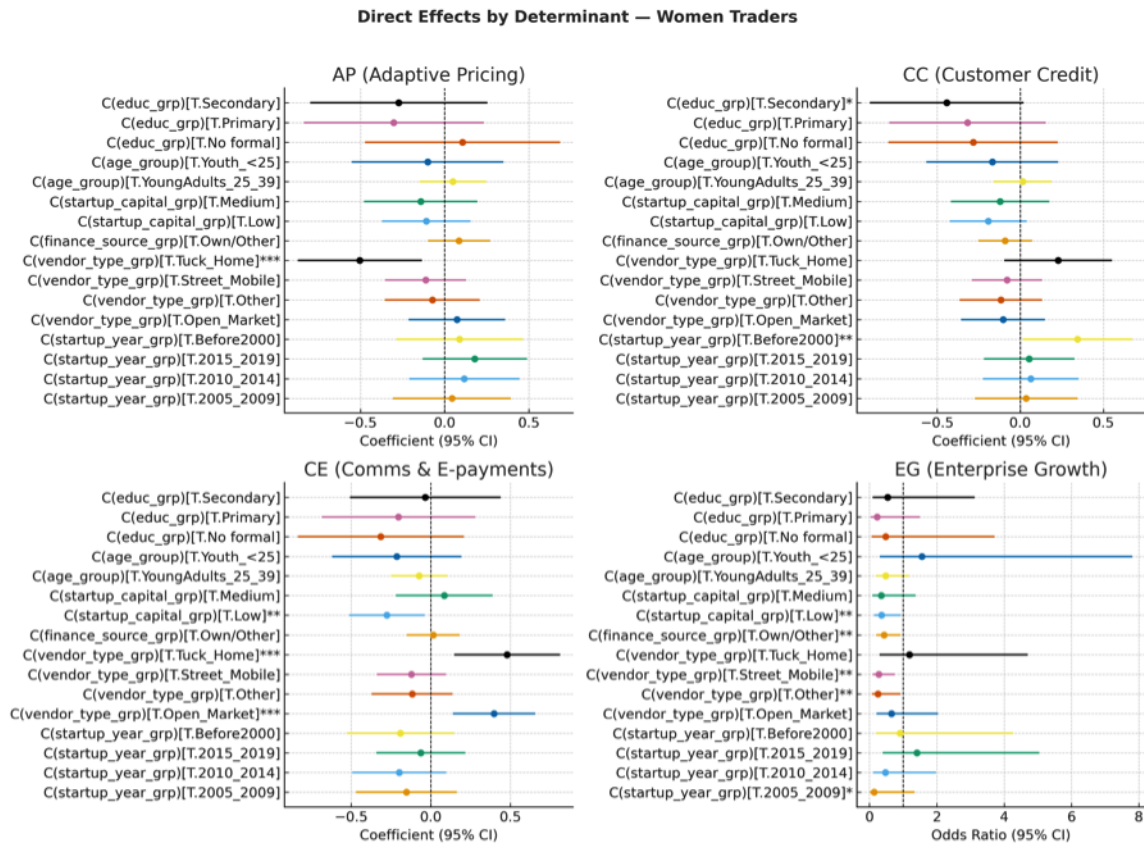 Direct Effects by Determinant — Women Traders
AP (Adaptive Pricing)
C(educ_grp)[T.Secondary]
C(educ_grp)[T.Primary]
C(educ_grp)[T.No formal]
C(age_group)[T.Youth_<25]
C(age_group)[T.YoungAdults_25_39]
C(startup_capital_grp)[T.Medium]
C(startup_capital_grp)[T.Low]
C(finance_source_grp)[T.Own/Other]
C(vendor_type_grp)[T.Tuck_Home]***
C(vendor_type_grp)[T.Street_Mobile]
C(vendor_type_grp)[T.Other]
C(vendor_type_grp)[T.Open_Market]
C(startup_year_grp)[T.Before2000]
C(startup_year_grp)[T.2015_2019]
C(startup_year_grp)[T.2010_2014]
C(startup_year_grp)[T.2005_2009]
−0.5 0.0 0.5
Coefficient (95% CI)
CC (Customer Credit)
C(educ_grp)[T.Secondary]*
C(educ_grp)[T.Primary]
C(educ_grp)[T.No formal]
C(age_group)[T.Youth_<25]
C(age_group)[T.YoungAdults_25_39]
C(startup_capital_grp)[T.Medium]
C(startup_capital_grp)[T.Low]
C(finance_source_grp)[T.Own/Other]
C(vendor_type_grp)[T.Tuck_Home]
C(vendor_type_grp)[T.Street_Mobile]
C(vendor_type_grp)[T.Other]
C(vendor_type_grp)[T.Open_Market]
C(startup_year_grp)[T.Before2000]**
C(startup_year_grp)[T.2015_2019]
C(startup_year_grp)[T.2010_2014]
C(startup_year_grp)[T.2005_2009]
−0.5 0.0 0.5
Coefficient (95% CI)
CE (Comms & E-payments)
C(educ_grp)[T.Secondary]
C(educ_grp)[T.Primary]
C(educ_grp)[T.No formal]
C(age_group)[T.Youth_<25]
C(age_group)[T.YoungAdults_25_39]
C(startup_capital_grp)[T.Medium]
C(startup_capital_grp)[T.Low]**
C(finance_source_grp)[T.Own/Other]
C(vendor_type_grp)[T.Tuck_Home]***
C(vendor_type_grp)[T.Street_Mobile]
C(vendor_type_grp)[T.Other]
C(vendor_type_grp)[T.Open_Market]***
C(startup_year_grp)[T.Before2000]
C(startup_year_grp)[T.2015_2019]
C(startup_year_grp)[T.2010_2014]
C(startup_year_grp)[T.2005_2009]
−0.5 0.0 0.5
Coefficient (95% CI)
EG (Enterprise Growth)
C(educ_grp)[T.Secondary]
C(educ_grp)[T.Primary]
C(educ_grp)[T.No formal]
C(age_group)[T.Youth_<25]
C(age_group)[T.YoungAdults_25_39]
C(startup_capital_grp)[T.Medium]
C(startup_capital_grp)[T.Low]**
C(finance_source_grp)[T.Own/Other]**
C(vendor_type_grp)[T.Tuck_Home]
C(vendor_type_grp)[T.Street_Mobile]**
C(vendor_type_grp)[T.Other]**
C(vendor_type_grp)[T.Open_Market]
C(startup_year_grp)[T.Before2000]
C(startup_year_grp)[T.2015_2019]
C(startup_year_grp)[T.2010_2014]
C(startup_year_grp)[T.2005_2009]*
0 2 4 6 8
Odds Ratio (95% CI)